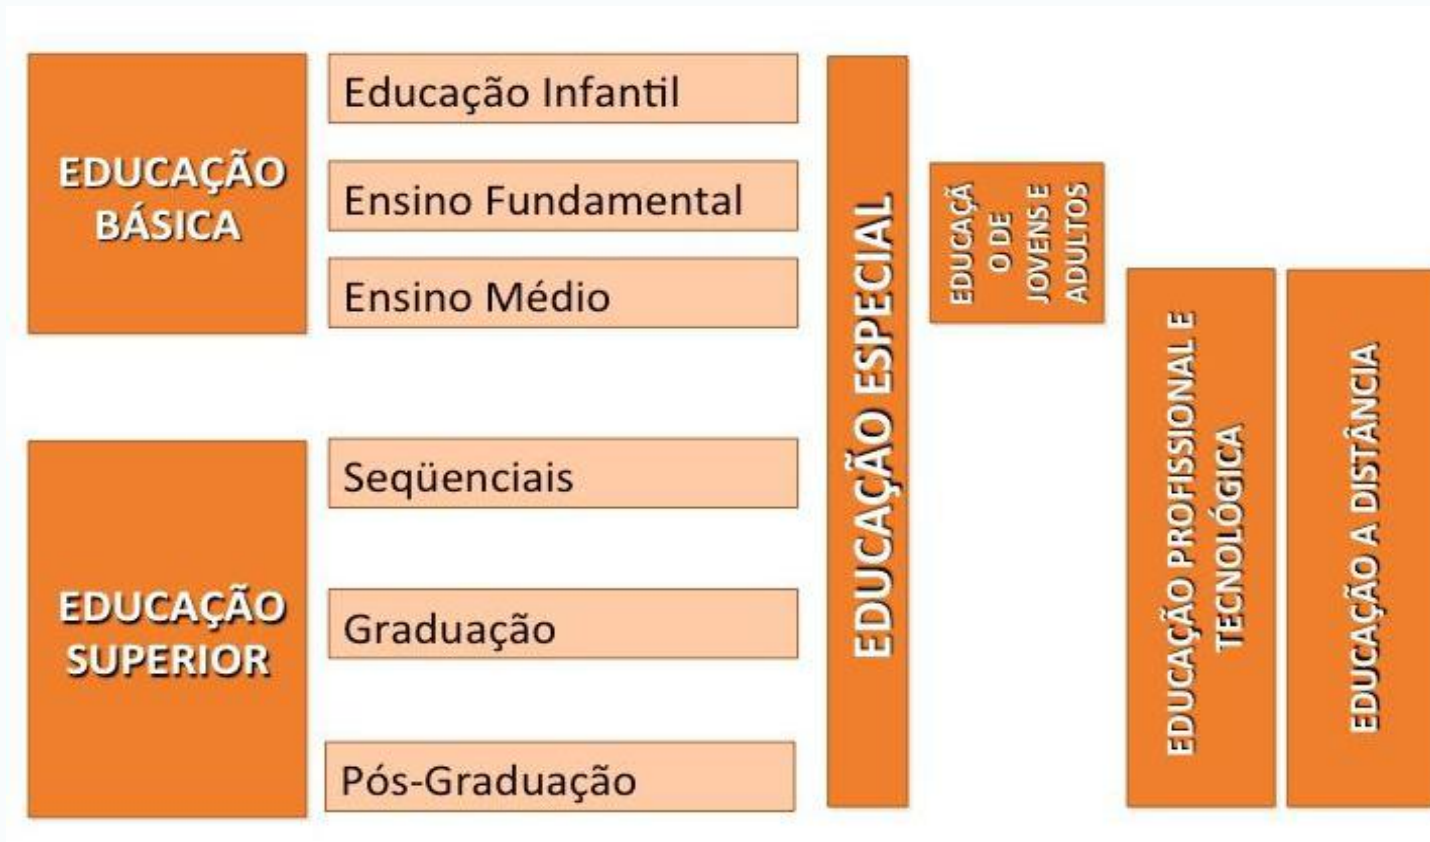 EDUCAÇÃO
BÁSICA
Educação Infantil
Ensino Fundamental
Ensino Médio
EDUCAÇÃO
SUPERIOR
Seqüenciais
Graduação
Pós-Graduação
EDUCAÇÃO ESPECIAL
EDUCAÇÃ
O DE
JOVENS E
ADULTOS
EDUCAÇÃO PROFISSIONAL E
TECNOLÓGICA
EDUCAÇÃO A DISTÂNCIA